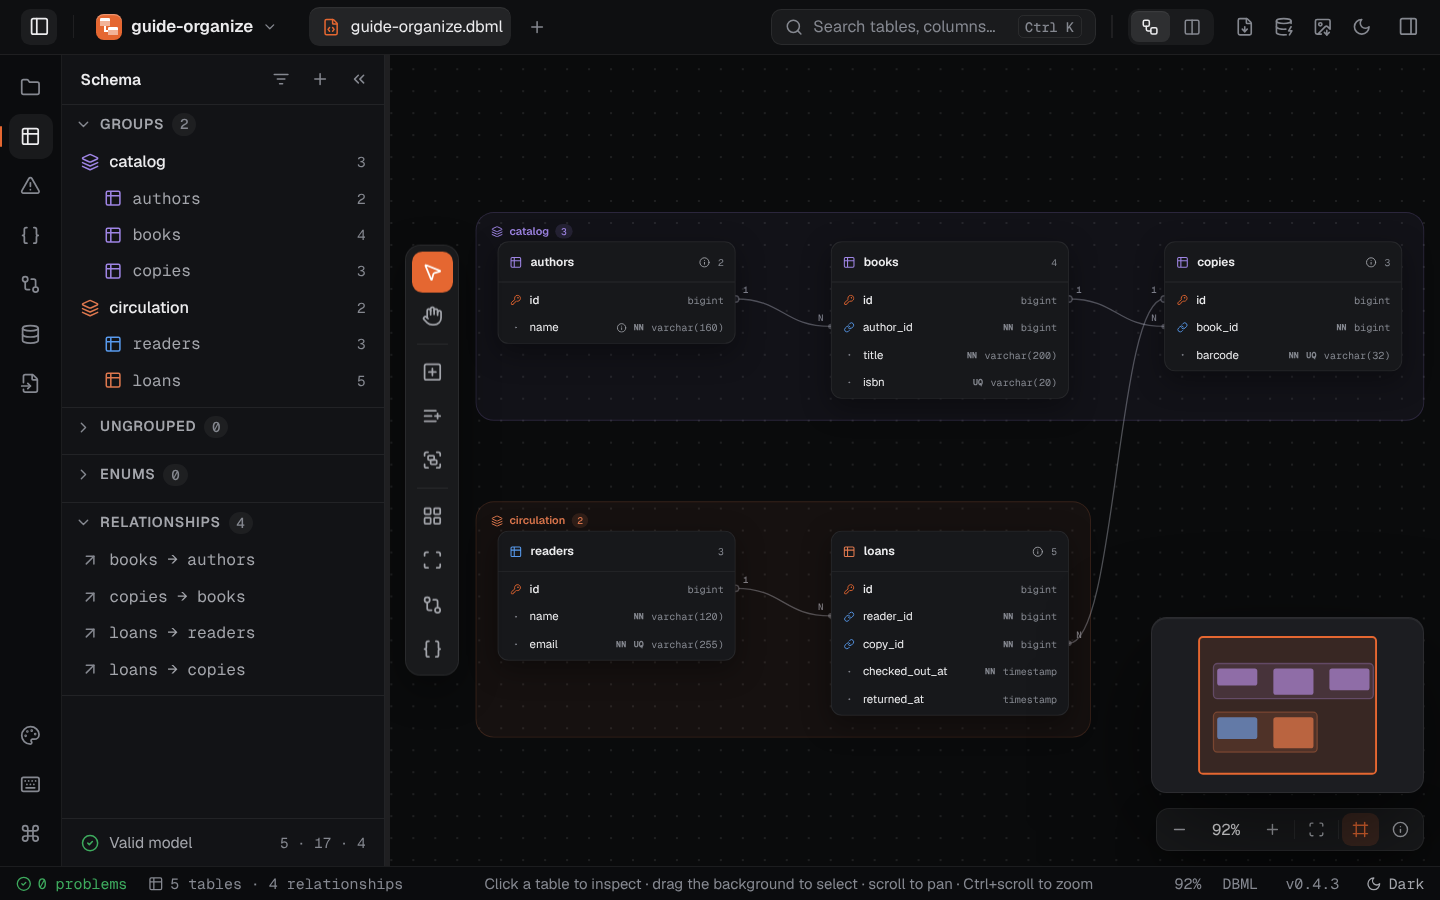 guide-organize
guide-organize.dbml
Search tables, columns... Ctrl K
Schema
GROUPS 2
catalog 3
authors 2
books 4
copies 3
circulation 2
readers 3
loans 5
UNGROUPED 0
ENUMS 0
RELATIONSHIPS 4
books → authors
copies → books
loans → readers
loans → copies
Valid model 5 · 17 · 4
catalog 3
authors 2
id bigint
name NN varchar(160)
1
N
books 4
id bigint
author_id NN bigint
title NN varchar(200)
isbn UQ varchar(20)
1
1
N
copies 3
id bigint
book_id NN bigint
barcode NN UQ varchar(32)
circulation 2
readers 3
id bigint
name NN varchar(120)
email NN UQ varchar(255)
1
N
loans 5
id bigint
reader_id NN bigint
copy_id NN bigint
checked_out_at NN timestamp
returned_at timestamp
N
92%
0 problems 5 tables · 4 relationships Click a table to inspect · drag the background to select · scroll to pan · Ctrl+scroll to zoom 92% DBML v0.4.3 Dark